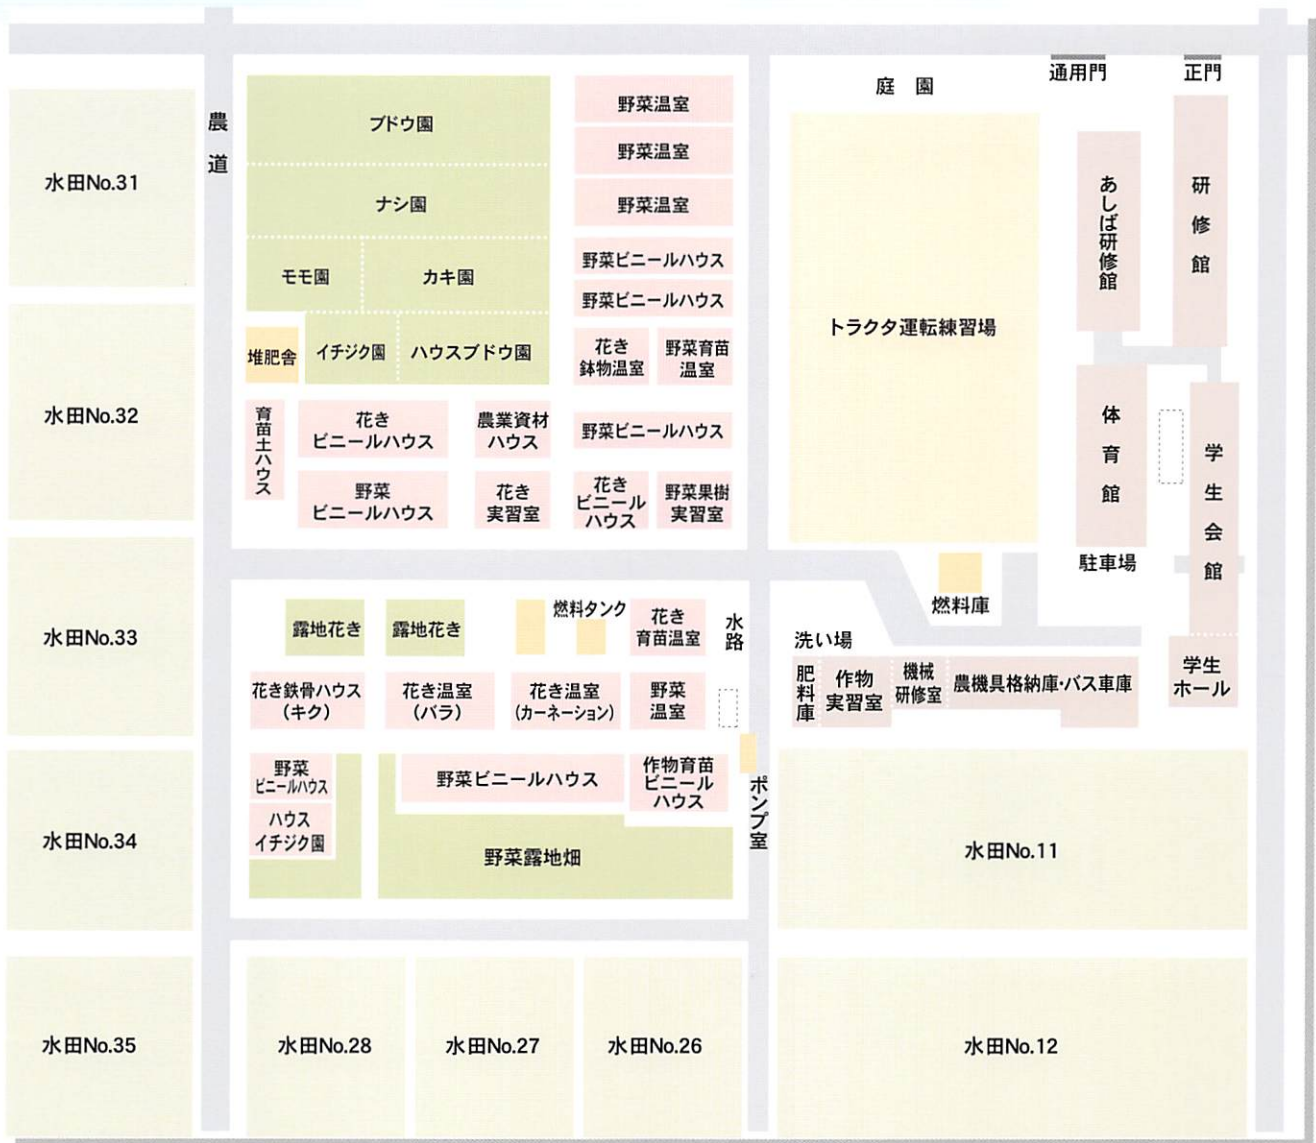 通用門
正門
庭 園
農道
水田No.31
水田No.32
水田No.33
水田No.34
水田No.35
ブドウ園
ナシ園
モモ園
カキ園
堆肥舎
イチジク園
ハウスブドウ園
野菜温室
野菜温室
野菜温室
野菜ビニールハウス
野菜ビニールハウス
花き
鉢物温室
野菜育苗
温室
育苗土ハウス
花き
ビニールハウス
農業資材
ハウス
野菜ビニールハウス
野菜
ビニールハウス
花き
実習室
花き
ビニール
ハウス
野菜果樹
実習室
トラクタ運転練習場
あしば研修館
研修館
体育館
学生会館
駐車場
燃料庫
露地花き
露地花き
燃料タンク
花き
育苗温室
水路
花き鉄骨ハウス
(キク)
花き温室
(バラ)
花き温室
(カーネーション)
野菜
温室
洗い場
肥料庫
作物
実習室
機械
研修室
農機具格納庫・バス車庫
学生
ホール
野菜
ビニールハウス
ハウス
イチジク園
野菜ビニールハウス
作物育苗
ビニール
ハウス
ポンプ室
野菜露地畑
水田No.11
水田No.28
水田No.27
水田No.26
水田No.12